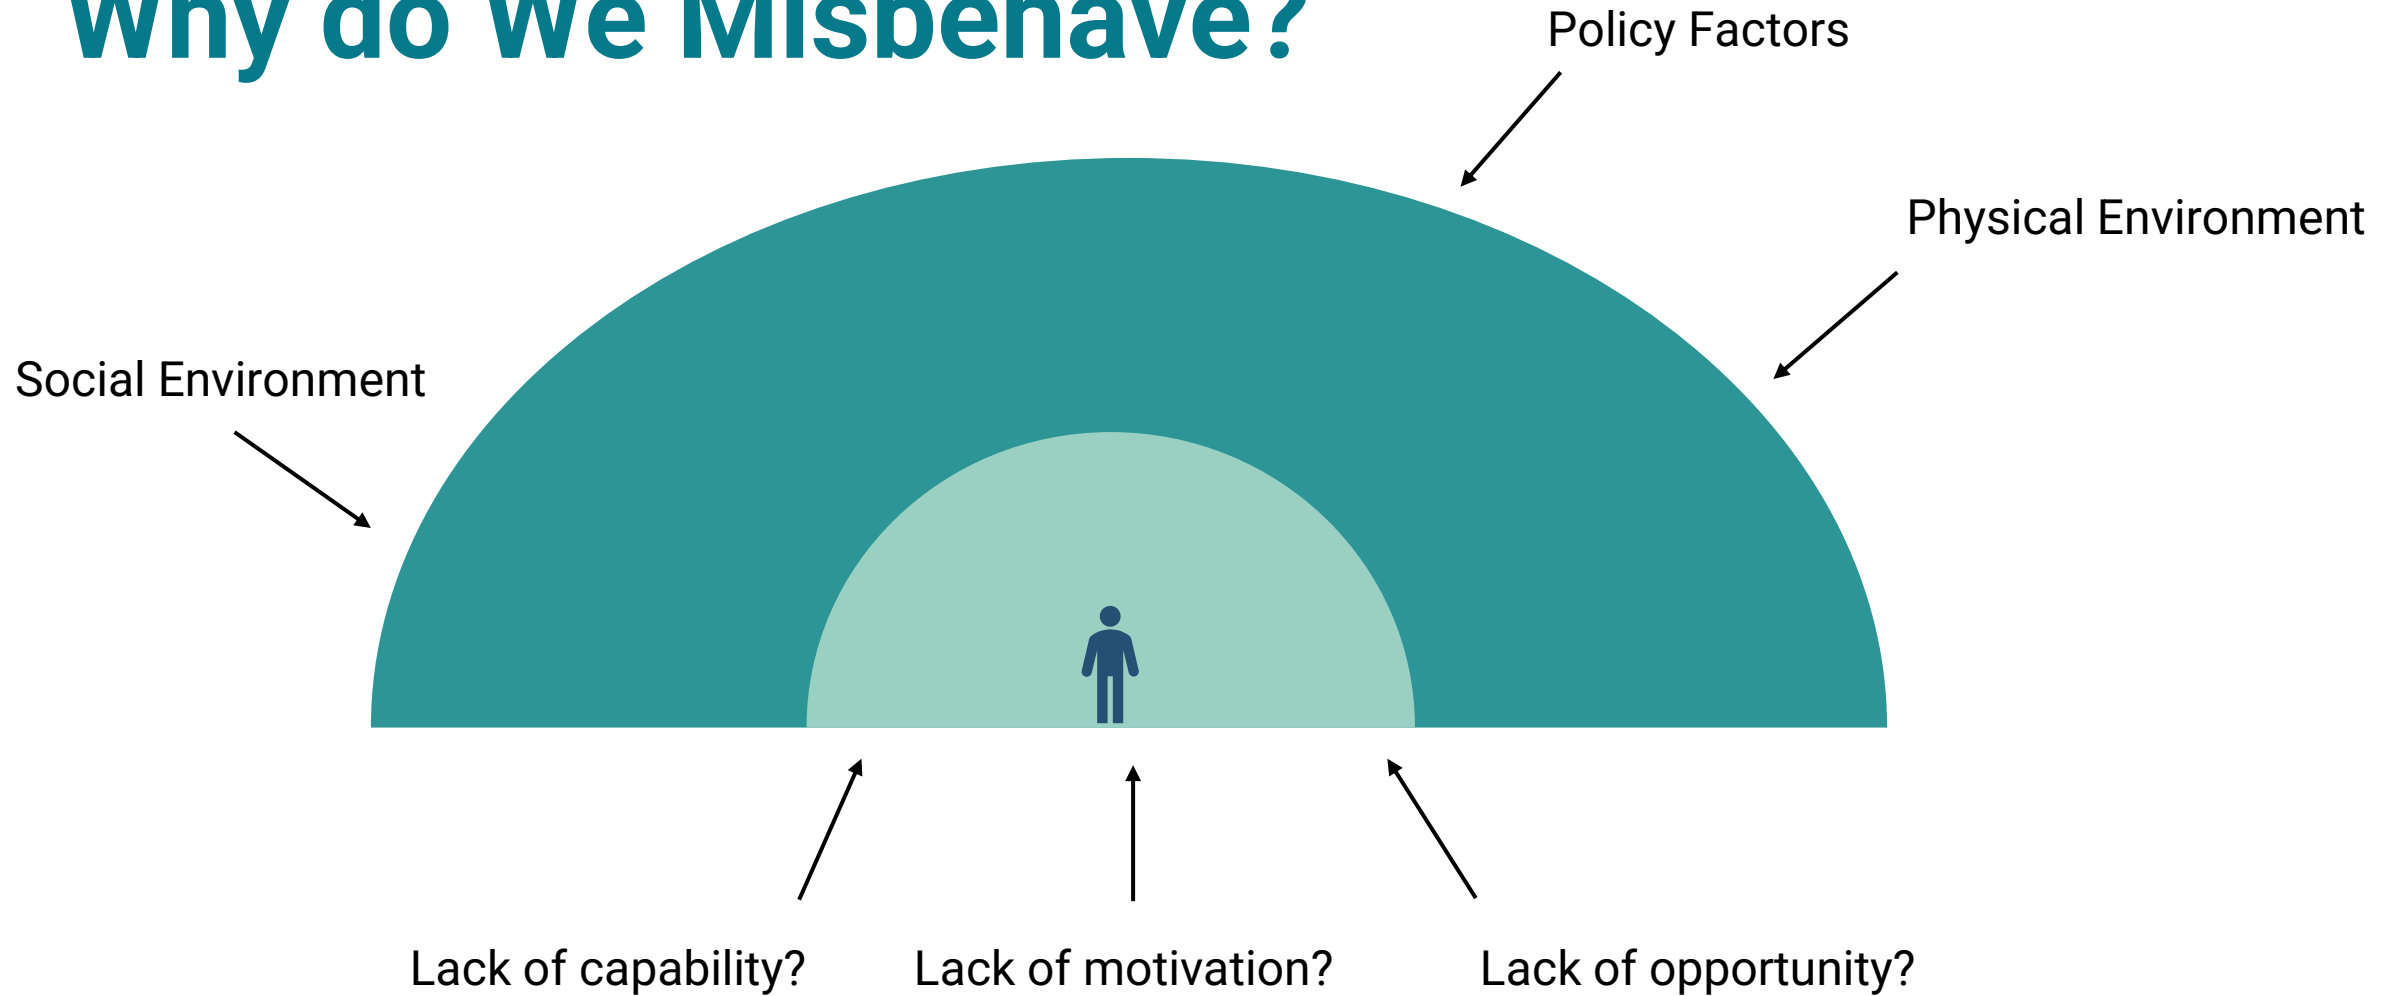 Why do We Misbehave?
Policy Factors
Physical Environment
Social Environment
Lack of capability?
Lack of motivation?
Lack of opportunity?